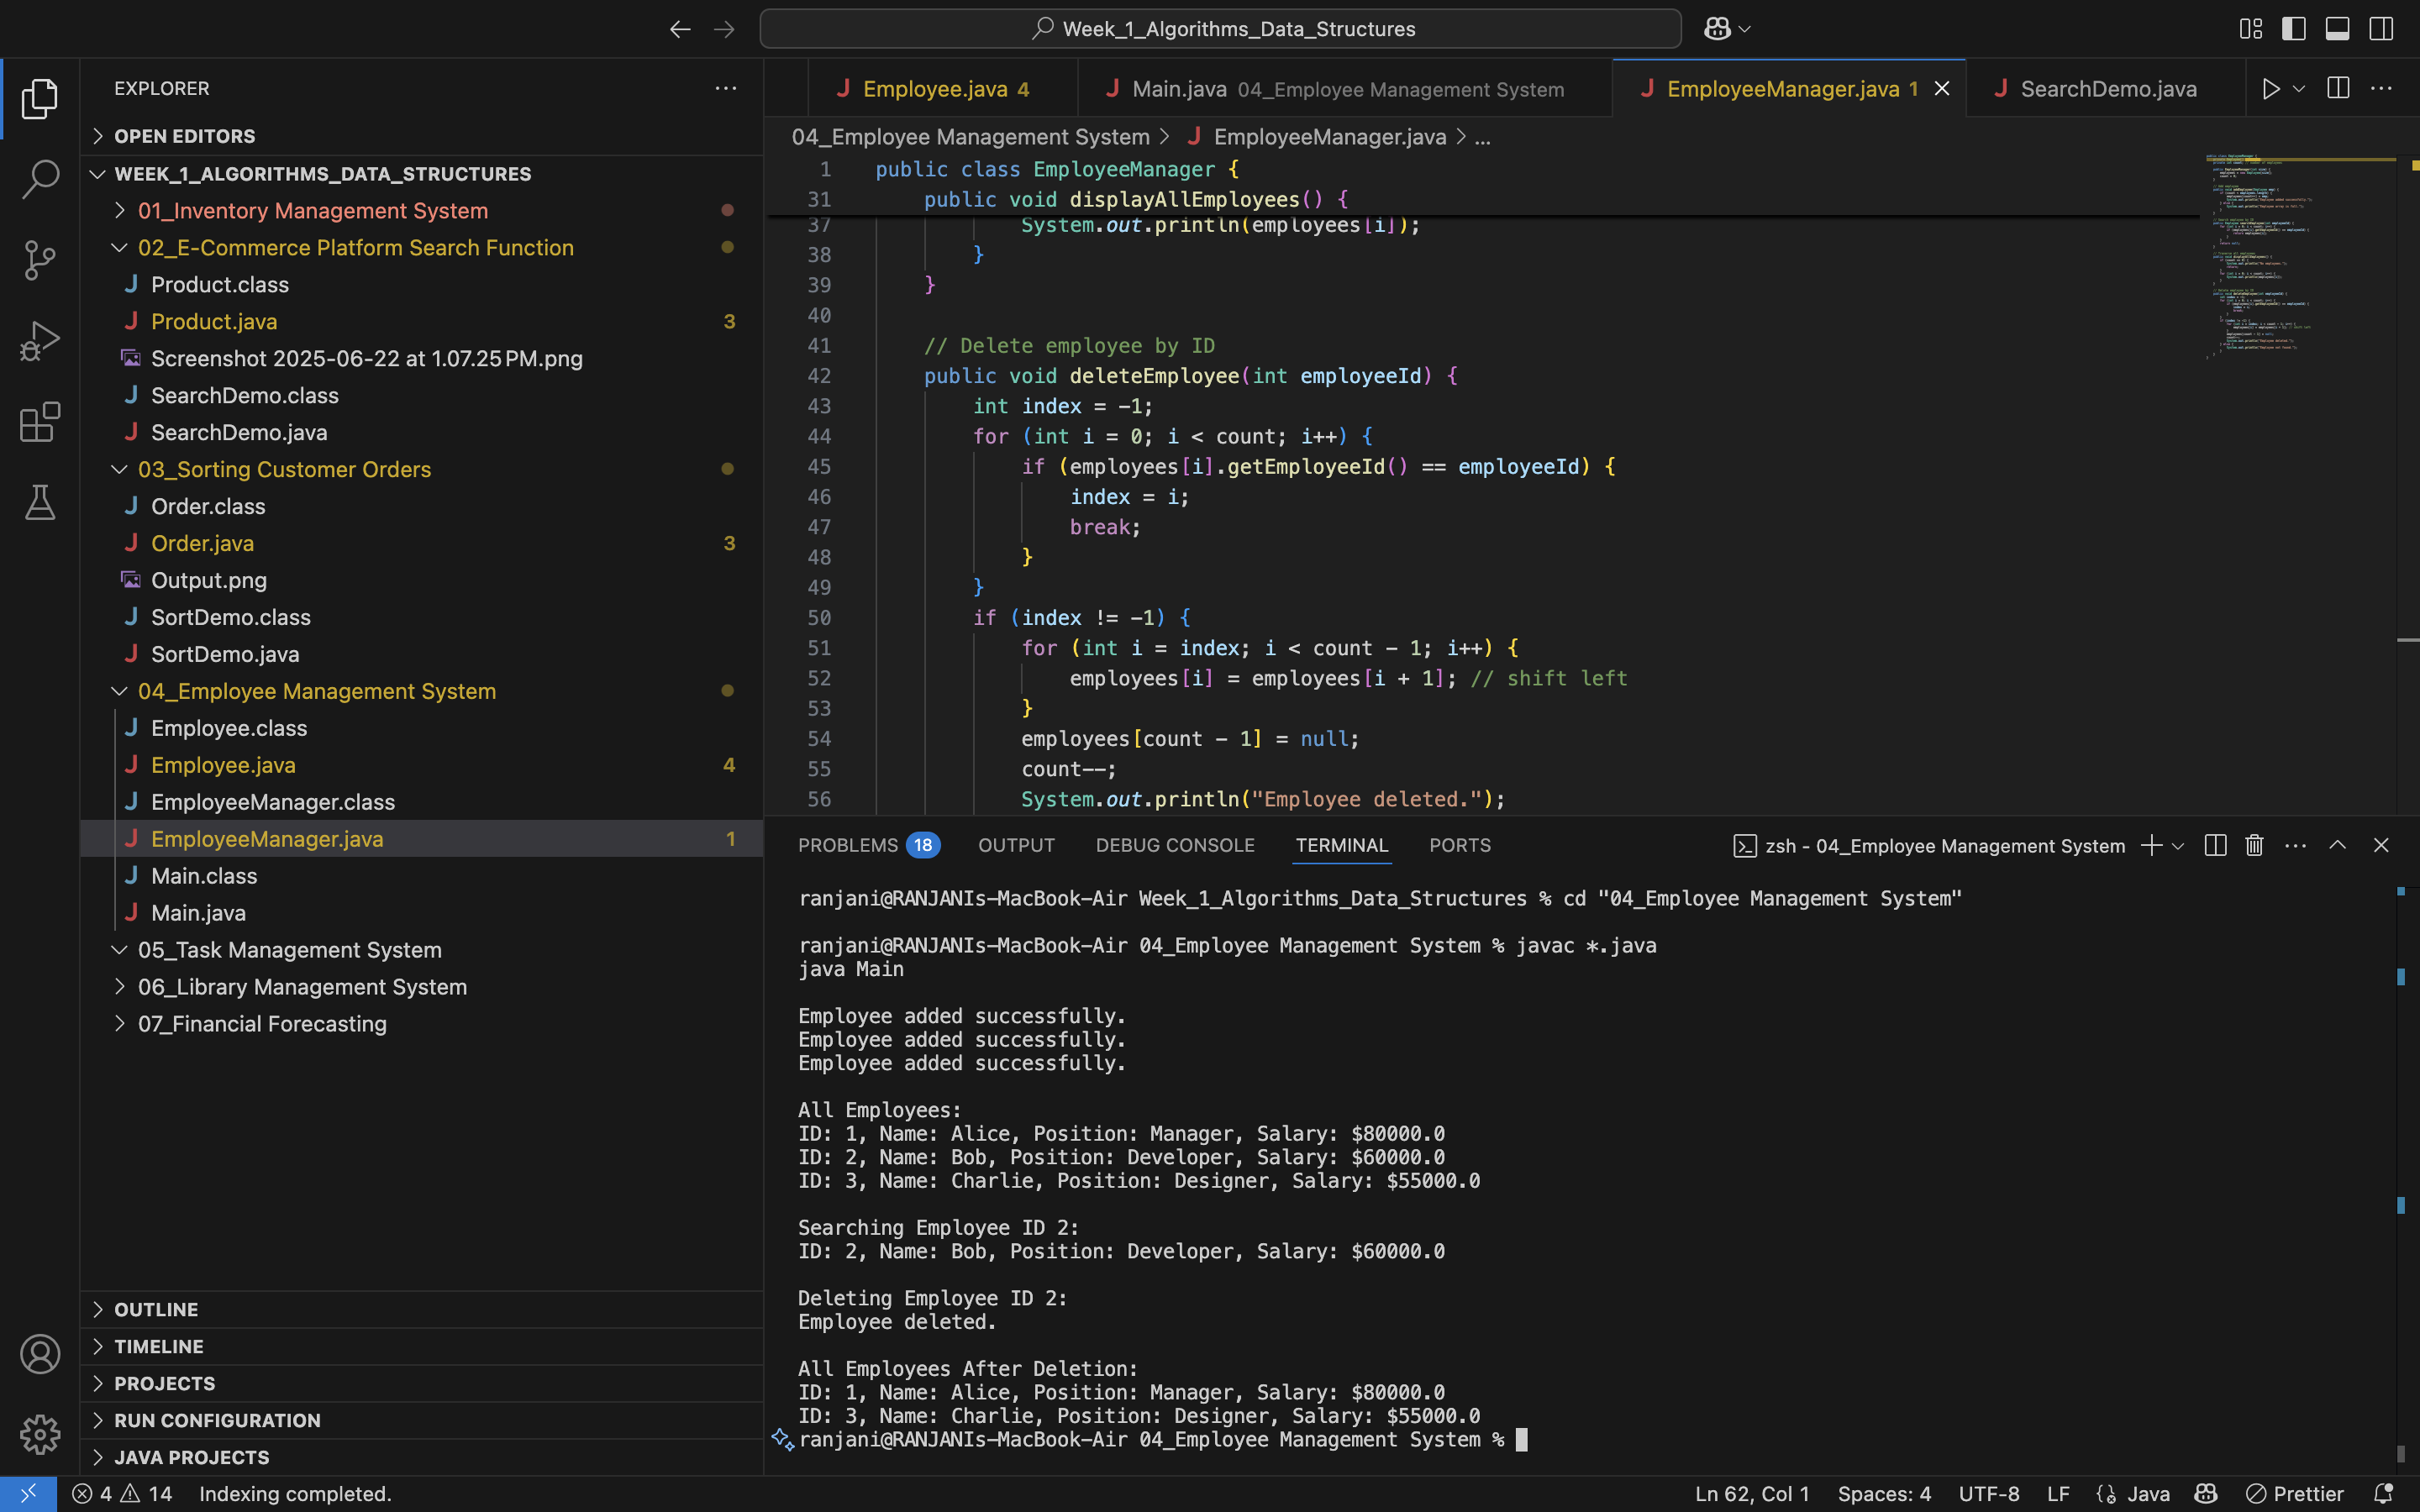 Week_1_Algorithms_Data_Structures
EXPLORER
OPEN EDITORS
WEEK_1_ALGORITHMS_DATA_STRUCTURES
01_Inventory Management System
02_E-Commerce Platform Search Function
Product.class
Product.java 3
Screenshot 2025-06-22 at 1.07.25 PM.png
SearchDemo.class
SearchDemo.java
03_Sorting Customer Orders
Order.class
Order.java 3
Output.png
SortDemo.class
SortDemo.java
04_Employee Management System
Employee.class
Employee.java 4
EmployeeManager.class
EmployeeManager.java 1
Main.class
Main.java
05_Task Management System
06_Library Management System
07_Financial Forecasting
OUTLINE
TIMELINE
PROJECTS
RUN CONFIGURATION
JAVA PROJECTS
Employee.java 4 Main.java 04_Employee Management System EmployeeManager.java 1 SearchDemo.java
04_Employee Management System > EmployeeManager.java > ...
1 public class EmployeeManager {
31 public void displayAllEmployees() {
37 System.out.println(employees[i]);
38 }
39 }
40
41 // Delete employee by ID
42 public void deleteEmployee(int employeeId) {
43 int index = -1;
44 for (int i = 0; i < count; i++) {
45 if (employees[i].getEmployeeId() == employeeId) {
46 index = i;
47 break;
48 }
49 }
50 if (index != -1) {
51 for (int i = index; i < count - 1; i++) {
52 employees[i] = employees[i + 1]; // shift left
53 }
54 employees[count - 1] = null;
55 count--;
56 System.out.println("Employee deleted.");
PROBLEMS 18 OUTPUT DEBUG CONSOLE TERMINAL PORTS zsh - 04_Employee Management System
ranjani@RANJANIs-MacBook-Air Week_1_Algorithms_Data_Structures % cd "04_Employee Management System"
ranjani@RANJANIs-MacBook-Air 04_Employee Management System % javac *.java
java Main
Employee added successfully.
Employee added successfully.
Employee added successfully.
All Employees:
ID: 1, Name: Alice, Position: Manager, Salary: $80000.0
ID: 2, Name: Bob, Position: Developer, Salary: $60000.0
ID: 3, Name: Charlie, Position: Designer, Salary: $55000.0
Searching Employee ID 2:
ID: 2, Name: Bob, Position: Developer, Salary: $60000.0
Deleting Employee ID 2:
Employee deleted.
All Employees After Deletion:
ID: 1, Name: Alice, Position: Manager, Salary: $80000.0
ID: 3, Name: Charlie, Position: Designer, Salary: $55000.0
ranjani@RANJANIs-MacBook-Air 04_Employee Management System %
4 14 Indexing completed. Ln 62, Col 1 Spaces: 4 UTF-8 LF Java Prettier